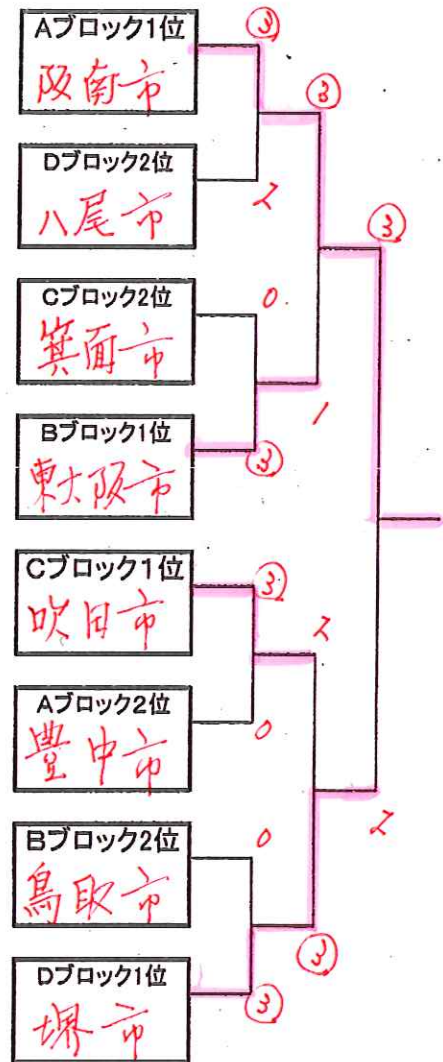 Aブロック1位
阪南市
③
③
Dブロック2位
八尾市
2
③
Cブロック2位
箕面市
0
1
Bブロック1位
東大阪市
③
Cブロック1位
吹田市
③
2
Aブロック2位
豊中市
0
2
Bブロック2位
鳥取市
0
③
Dブロック1位
堺市
③